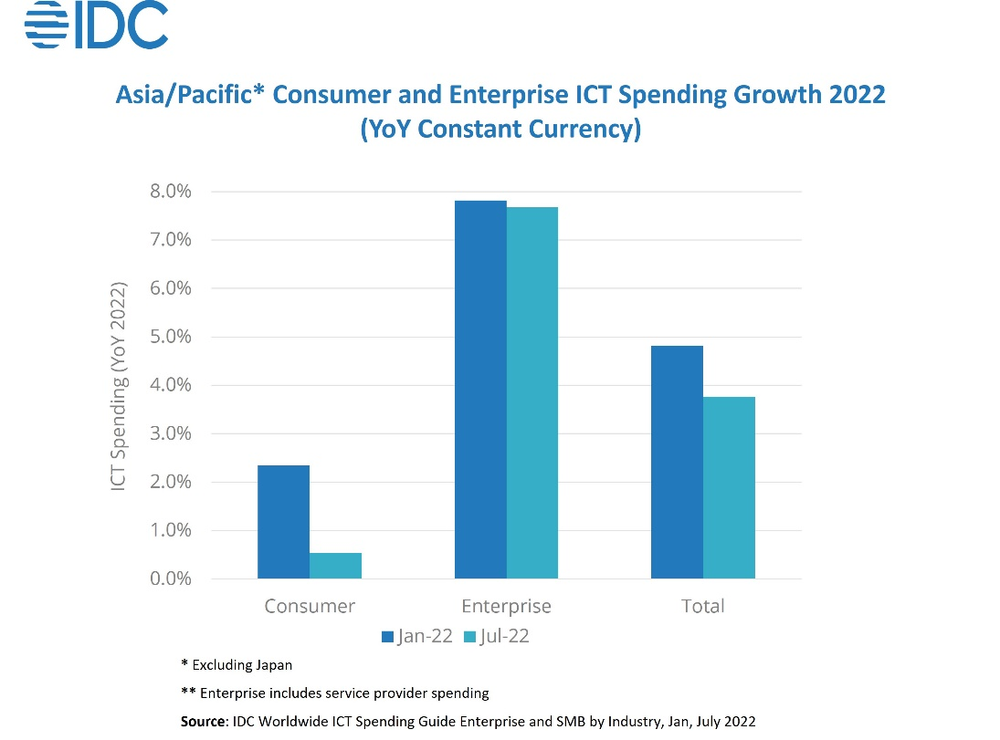 IDC
Asia/Pacific* Consumer and Enterprise ICT Spending Growth 2022
(YoY Constant Currency)
ICT Spending (YoY 2022)
8.0%
7.0%
6.0%
5.0%
4.0%
3.0%
2.0%
1.0%
0.0%
Consumer Enterprise Total
Jan-22 Jul-22
* Excluding Japan
** Enterprise includes service provider spending
Source: IDC Worldwide ICT Spending Guide Enterprise and SMB by Industry, Jan, July 2022